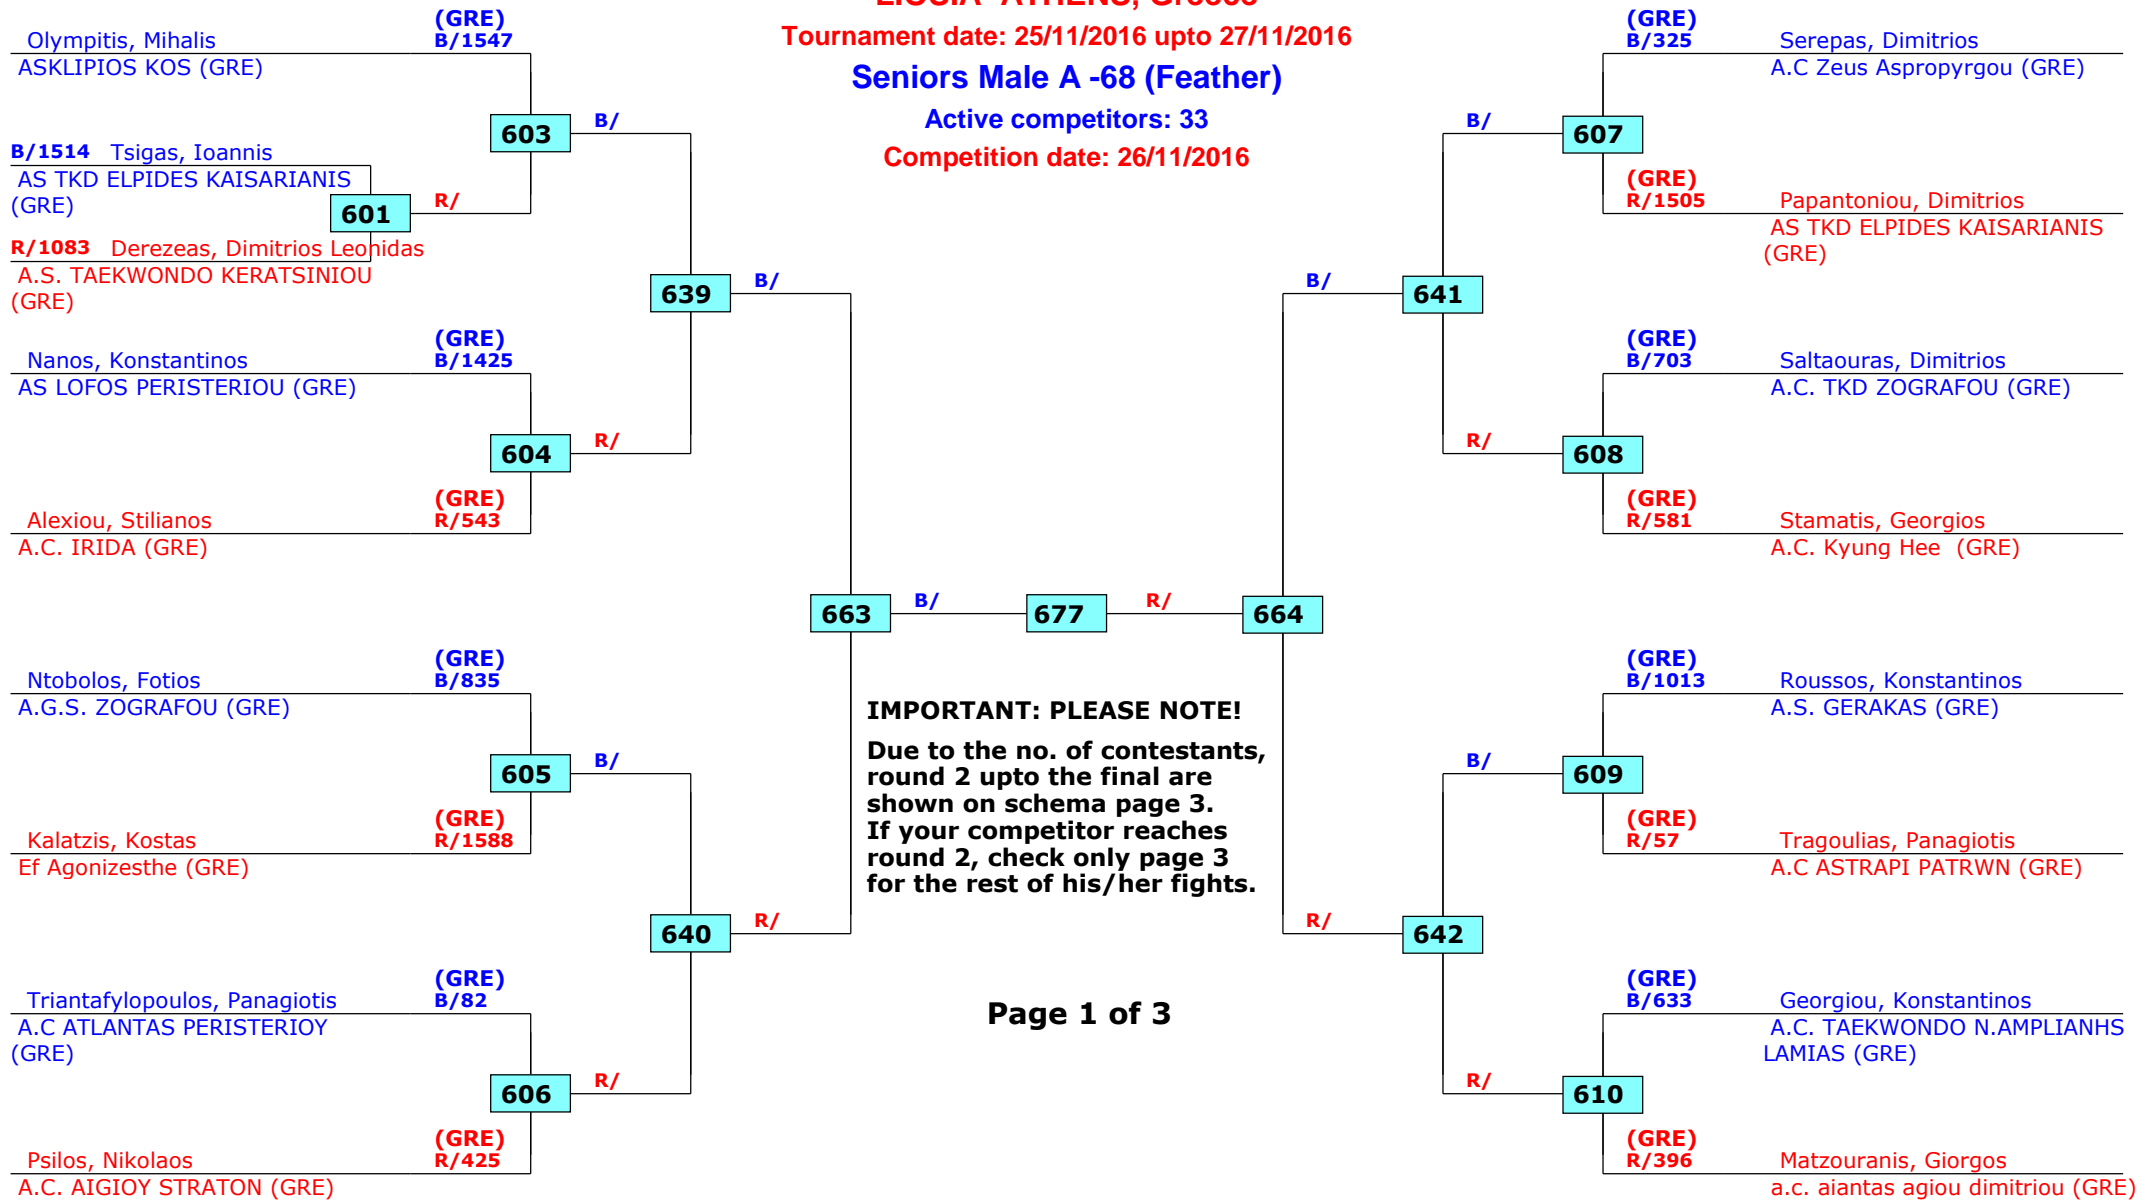 LIOSIA- ATHENS, Greece
Tournament date: 25/11/2016 upto 27/11/2016
Seniors Male A -68 (Feather)
Active competitors: 33
Competition date: 26/11/2016
(GRE)
Olympitis, Mihalis B/1547
ASKLIPIOS KOS (GRE)
603 B/
B/1514 Tsigas, Ioannis
AS TKD ELPIDES KAISARIANIS
(GRE)
601 R/
R/1083 Derezeas, Dimitrios Leonidas
A.S. TAEKWONDO KERATSINIOU
(GRE)
639 B/
(GRE)
Nanos, Konstantinos B/1425
AS LOFOS PERISTERIOU (GRE)
604 R/
(GRE)
Alexiou, Stilianos R/543
A.C. IRIDA (GRE)
663 B/ 677 R/ 664
(GRE)
Ntobolos, Fotios B/835
A.G.S. ZOGRAFOU (GRE)
605 B/
(GRE)
Kalatzis, Kostas R/1588
Ef Agonizesthe (GRE)
640 R/
(GRE)
Triantafylopoulos, Panagiotis B/82
A.C ATLANTAS PERISTERIOY
(GRE)
606 R/
(GRE)
Psilos, Nikolaos R/425
A.C. AIGIOY STRATON (GRE)
IMPORTANT: PLEASE NOTE!
Due to the no. of contestants,
round 2 upto the final are
shown on schema page 3.
If your competitor reaches
round 2, check only page 3
for the rest of his/her fights.
Page 1 of 3
(GRE)
B/325 Serepas, Dimitrios
A.C Zeus Aspropyrgou (GRE)
B/ 607
(GRE)
R/1505 Papantoniou, Dimitrios
AS TKD ELPIDES KAISARIANIS
(GRE)
B/ 641
(GRE)
B/703 Saltaouras, Dimitrios
A.C. TKD ZOGRAFOU (GRE)
R/ 608
(GRE)
R/581 Stamatis, Georgios
A.C. Kyung Hee (GRE)
(GRE)
B/1013 Roussos, Konstantinos
A.S. GERAKAS (GRE)
B/ 609
(GRE)
R/57 Tragoulias, Panagiotis
A.C ASTRAPI PATRWN (GRE)
R/ 642
(GRE)
B/633 Georgiou, Konstantinos
A.C. TAEKWONDO N.AMPLIANHS
LAMIAS (GRE)
R/ 610
(GRE)
R/396 Matzouranis, Giorgos
a.c. aiantas agiou dimitriou (GRE)